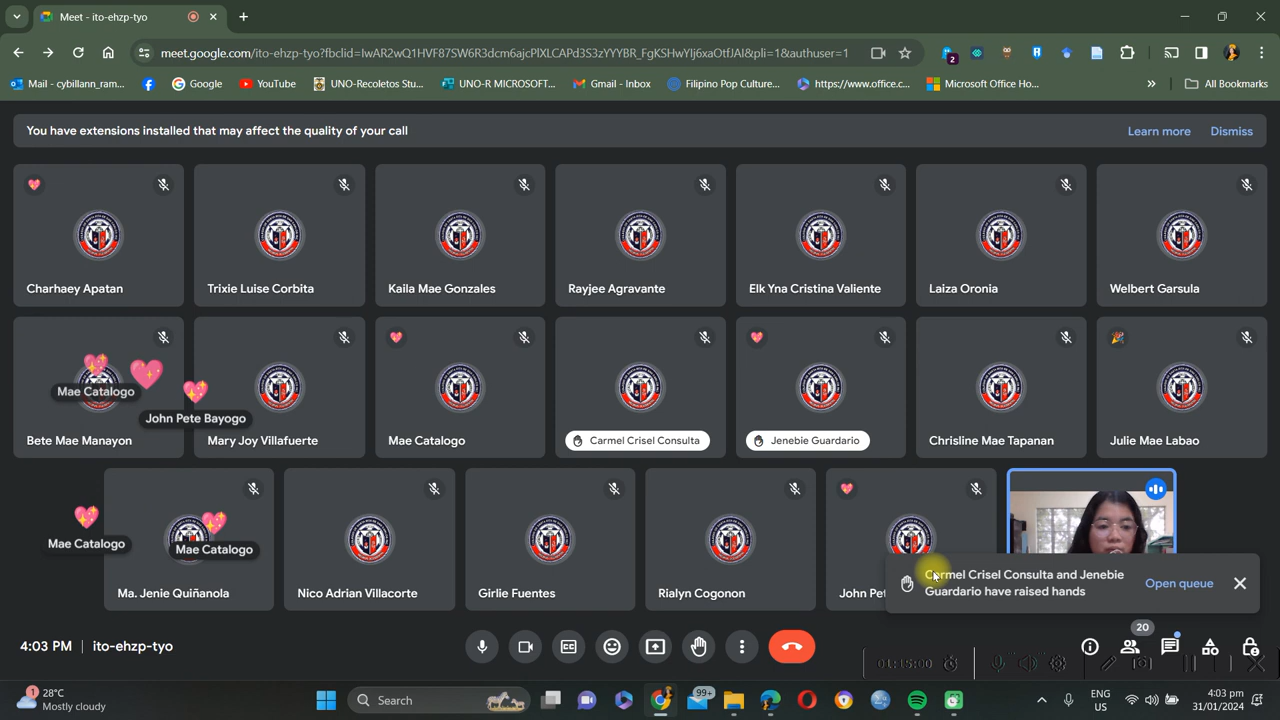 Meet - ito-ehzp-tyo
meet.google.com/ito-ehzp-tyo?fbclid=IwAR2wQ1HVF87SW6R3dcm6ajcPlXLCAPd3S3zYYYBR_FgKSHwYIj6xaOtfJAI&pli=1&authuser=1
2
Mail - cybillann_ram...
Google
YouTube
UNO-Recoletos Stu...
UNO-R MICROSOFT...
Gmail - Inbox
Filipino Pop Culture...
https://www.office.c...
Microsoft Office Ho...
All Bookmarks
You have extensions installed that may affect the quality of your call
Learn more
Dismiss
Charhaey Apatan
Trixie Luise Corbita
Kaila Mae Gonzales
Rayjee Agravante
Elk Yna Cristina Valiente
Laiza Oronia
Welbert Garsula
Mae Catalogo
John Pete Bayogo
Bete Mae Manayon
Mary Joy Villafuerte
Mae Catalogo
Carmel Crisel Consulta
Jenebie Guardario
Chrisline Mae Tapanan
Julie Mae Labao
Mae Catalogo
Mae Catalogo
Ma. Jenie Quiñanola
Nico Adrian Villacorte
Girlie Fuentes
Rialyn Cogonon
John Pe
Carmel Crisel Consulta and Jenebie
Guardario have raised hands
Open queue
4:03 PM
ito-ehzp-tyo
20
01:15:00
1
28°C
Mostly cloudy
Search
99+
ENG
US
4:03 pm
31/01/2024